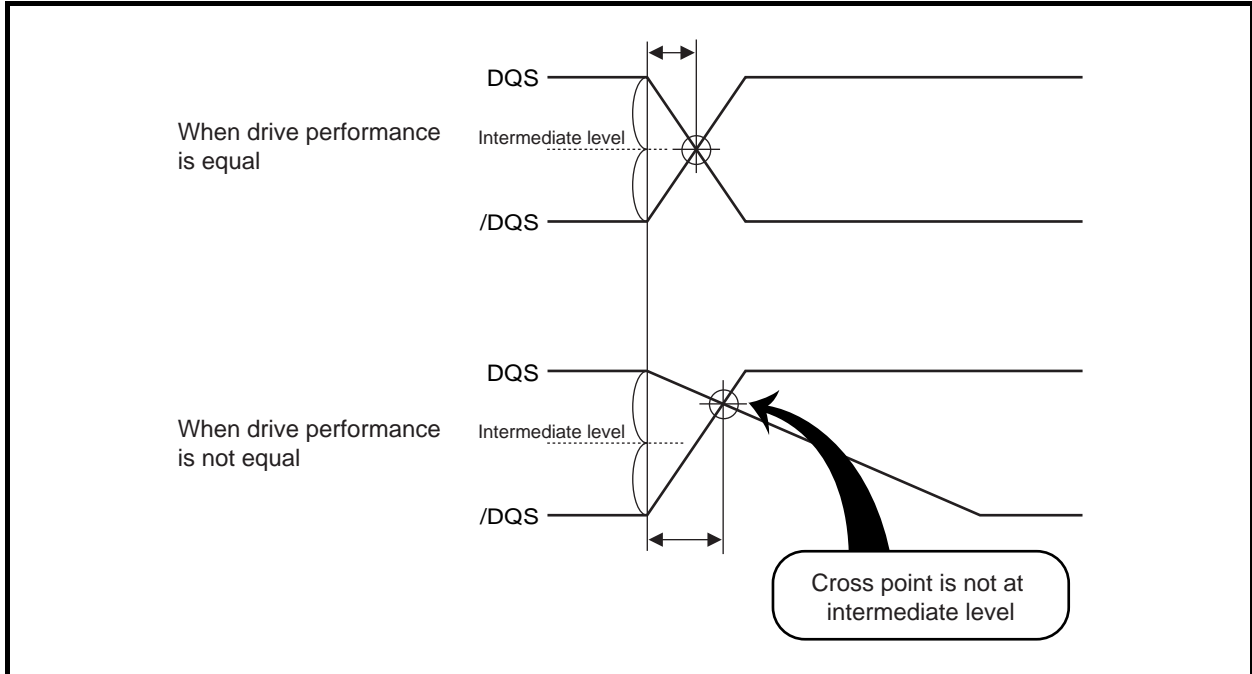 DQS
When drive performance
is equal
Intermediate level
/DQS
DQS
When drive performance
is not equal
Intermediate level
/DQS
Cross point is not at
intermediate level